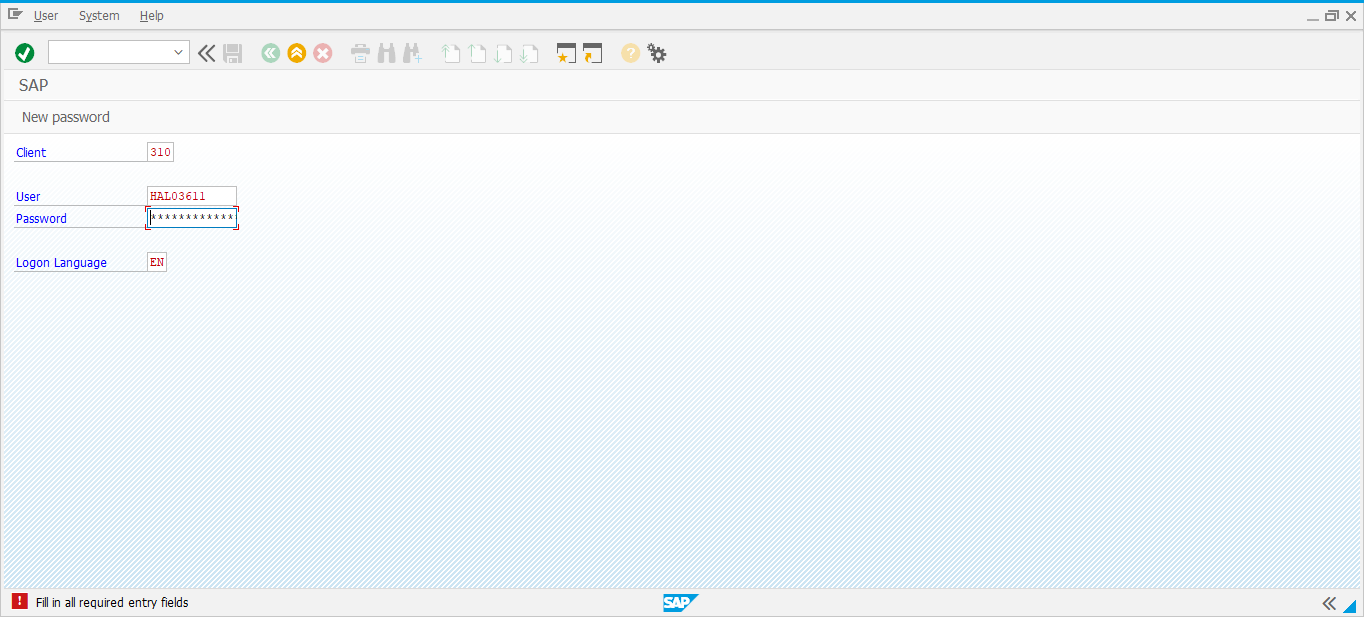 User System Help
SAP
New password
Client 310
User HAL03611
Password ************
Logon Language EN
! Fill in all required entry fields
SAP